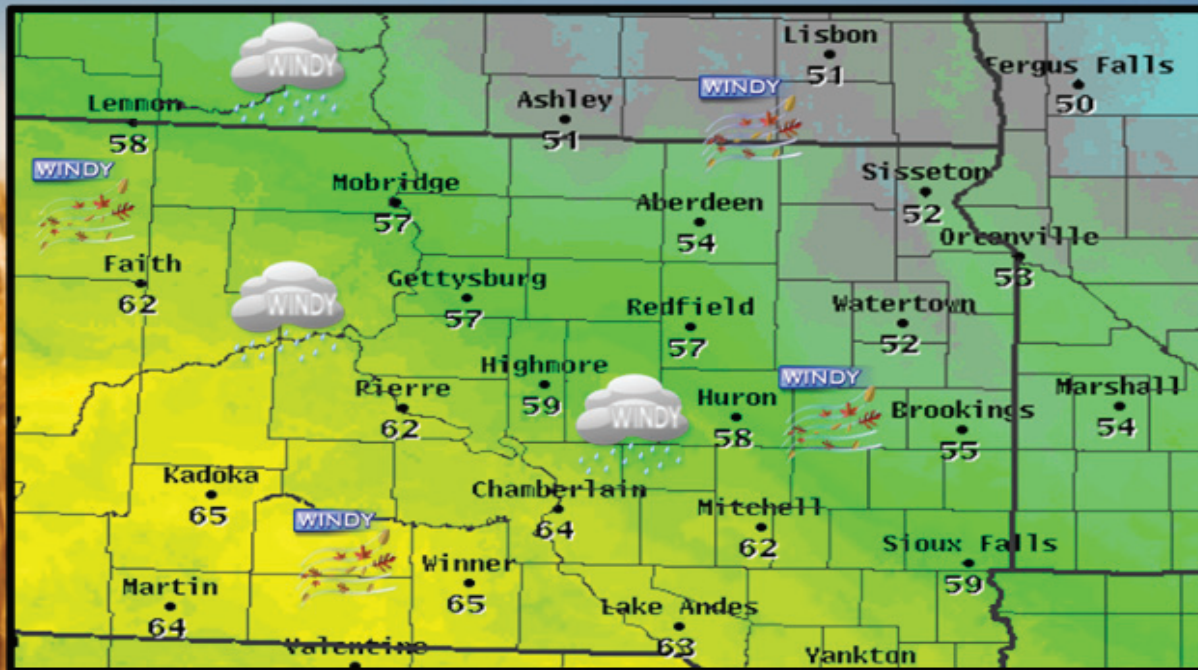 WINDY
Lisbon
51
Fergus Falls
50
WINDY
Ashley
51
Lemmon
58
WINDY
Sisseton
52
Mobridge
57
Aberdeen
54
Ortonville
53
Faith
62
Gettysburg
57
WINDY
Redfield
57
Watertown
52
Highmore
59
Pierre
62
WINDY
Huron
58
WINDY
Brookings
55
Marshall
54
Kadoka
65
Chamberlain
64
Mitchell
62
WINDY
Sioux Falls
59
Winner
65
Martin
64
Lake Andes
63
Valentine
Yankton